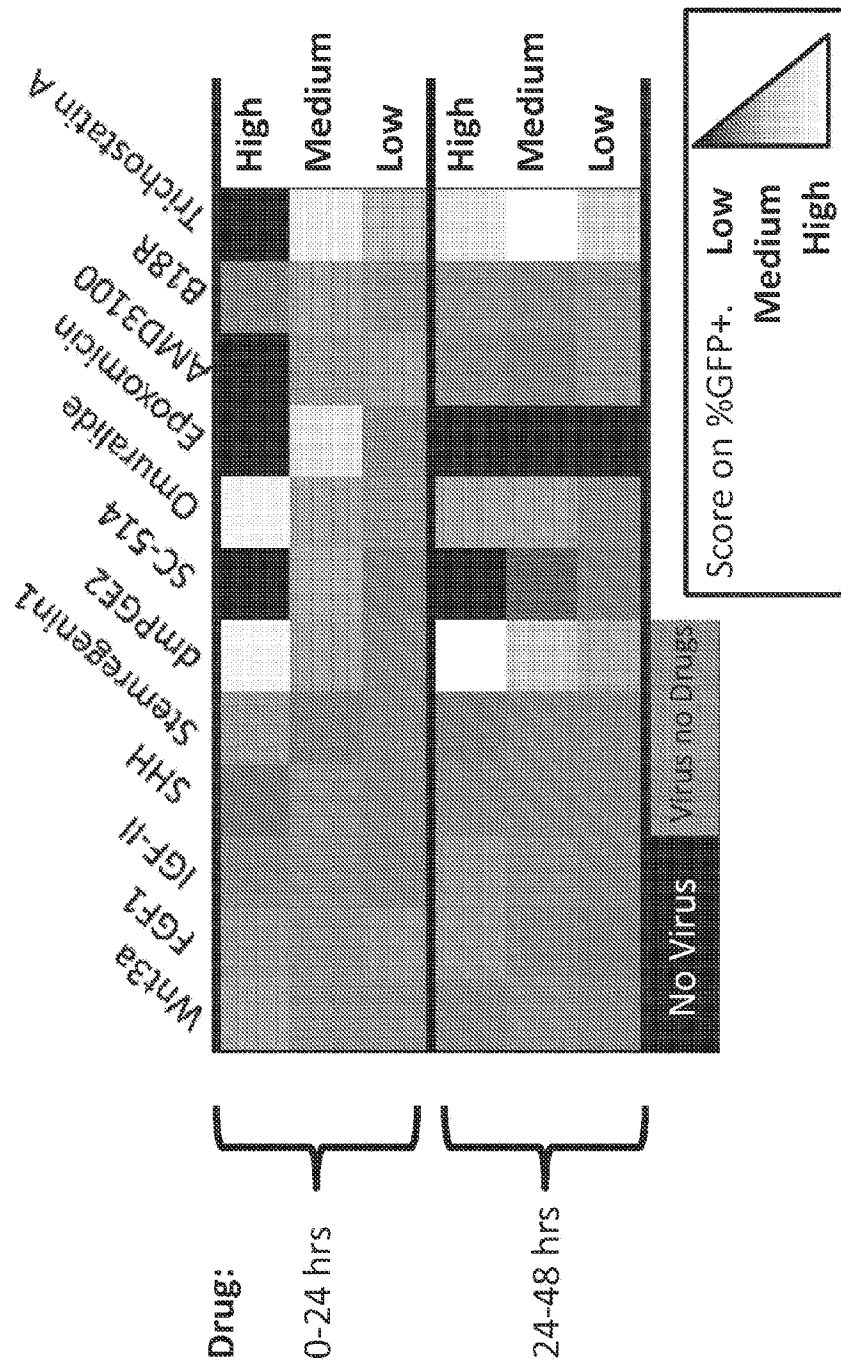 Wnt3a
FGF1
IGF-II
SHH
Stemregenin1
dmPGE2
SC-514
Omuralide
Epoxomicin
AMD3100
B18R
Trichostatin A
Drug:
0-24 hrs
High
Medium
Low
24-48 hrs
High
Medium
Low
No Virus
Virus no Drugs
Score on %GFP+. Low
Medium
High